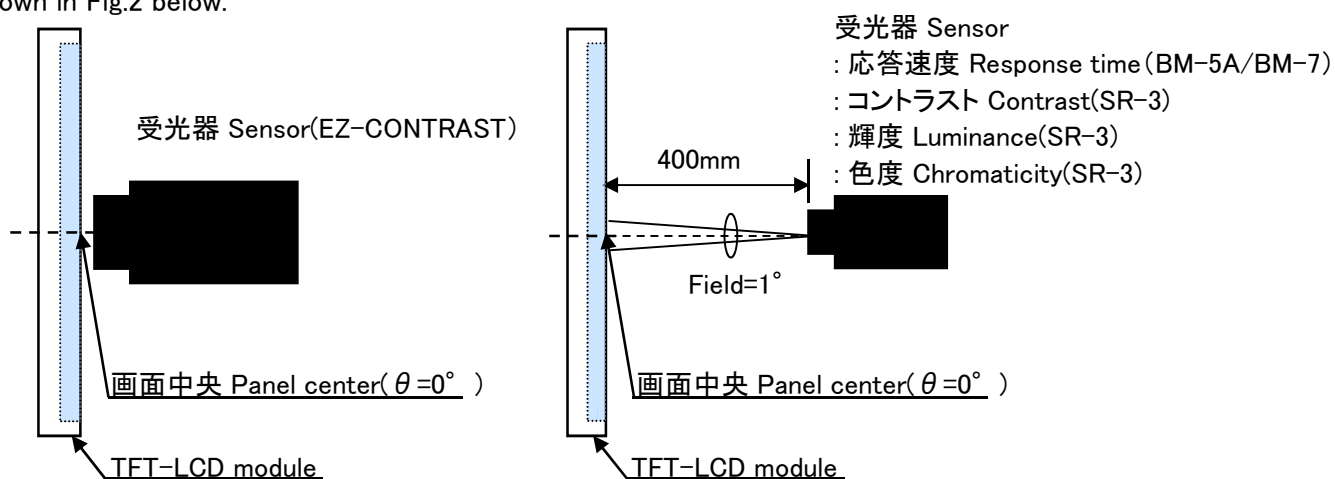 own in Fig.2 below.
受光器 Sensor(EZ-CONTRAST)
画面中央 Panel center(θ=0°)
TFT-LCD module
受光器 Sensor
: 応答速度 Response time(BM-5A/BM-7)
: コントラスト Contrast(SR-3)
: 輝度 Luminance(SR-3)
: 色度 Chromaticity(SR-3)
400mm
Field=1°
画面中央 Panel center(θ=0°)
TFT-LCD module